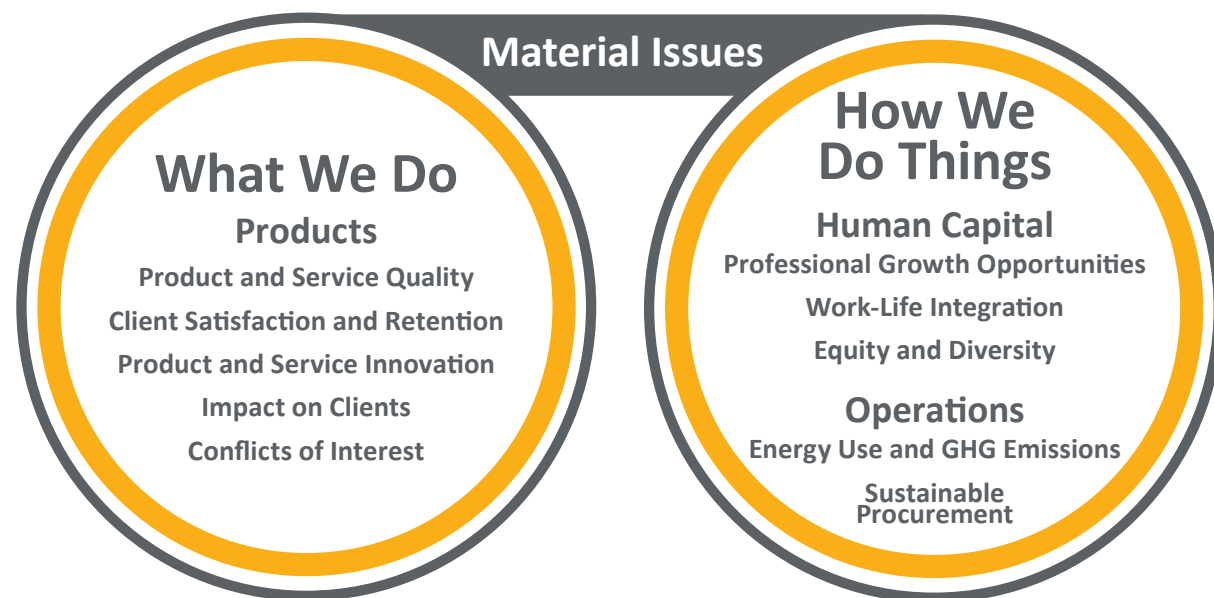 Material Issues
What We Do
Products
Product and Service Quality
Client Satisfaction and Retention
Product and Service Innovation
Impact on Clients
Conflicts of Interest
How We
Do Things
Human Capital
Professional Growth Opportunities
Work-Life Integration
Equity and Diversity
Operations
Energy Use and GHG Emissions
Sustainable
Procurement